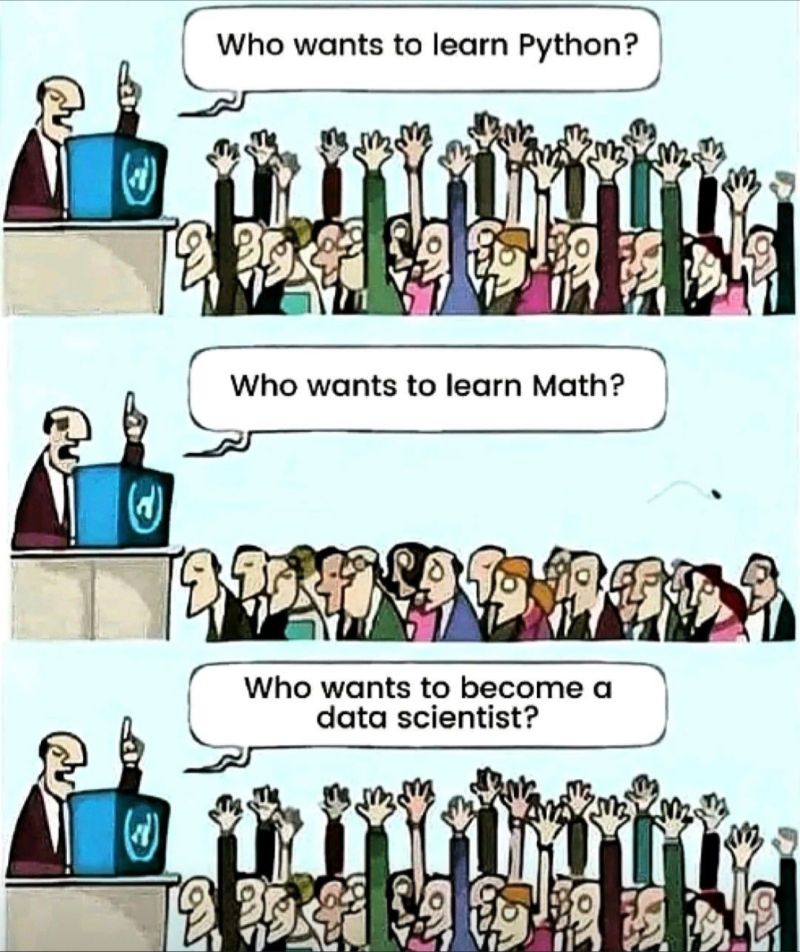 Who wants to learn Python?
Who wants to learn Math?
Who wants to become a
data scientist?